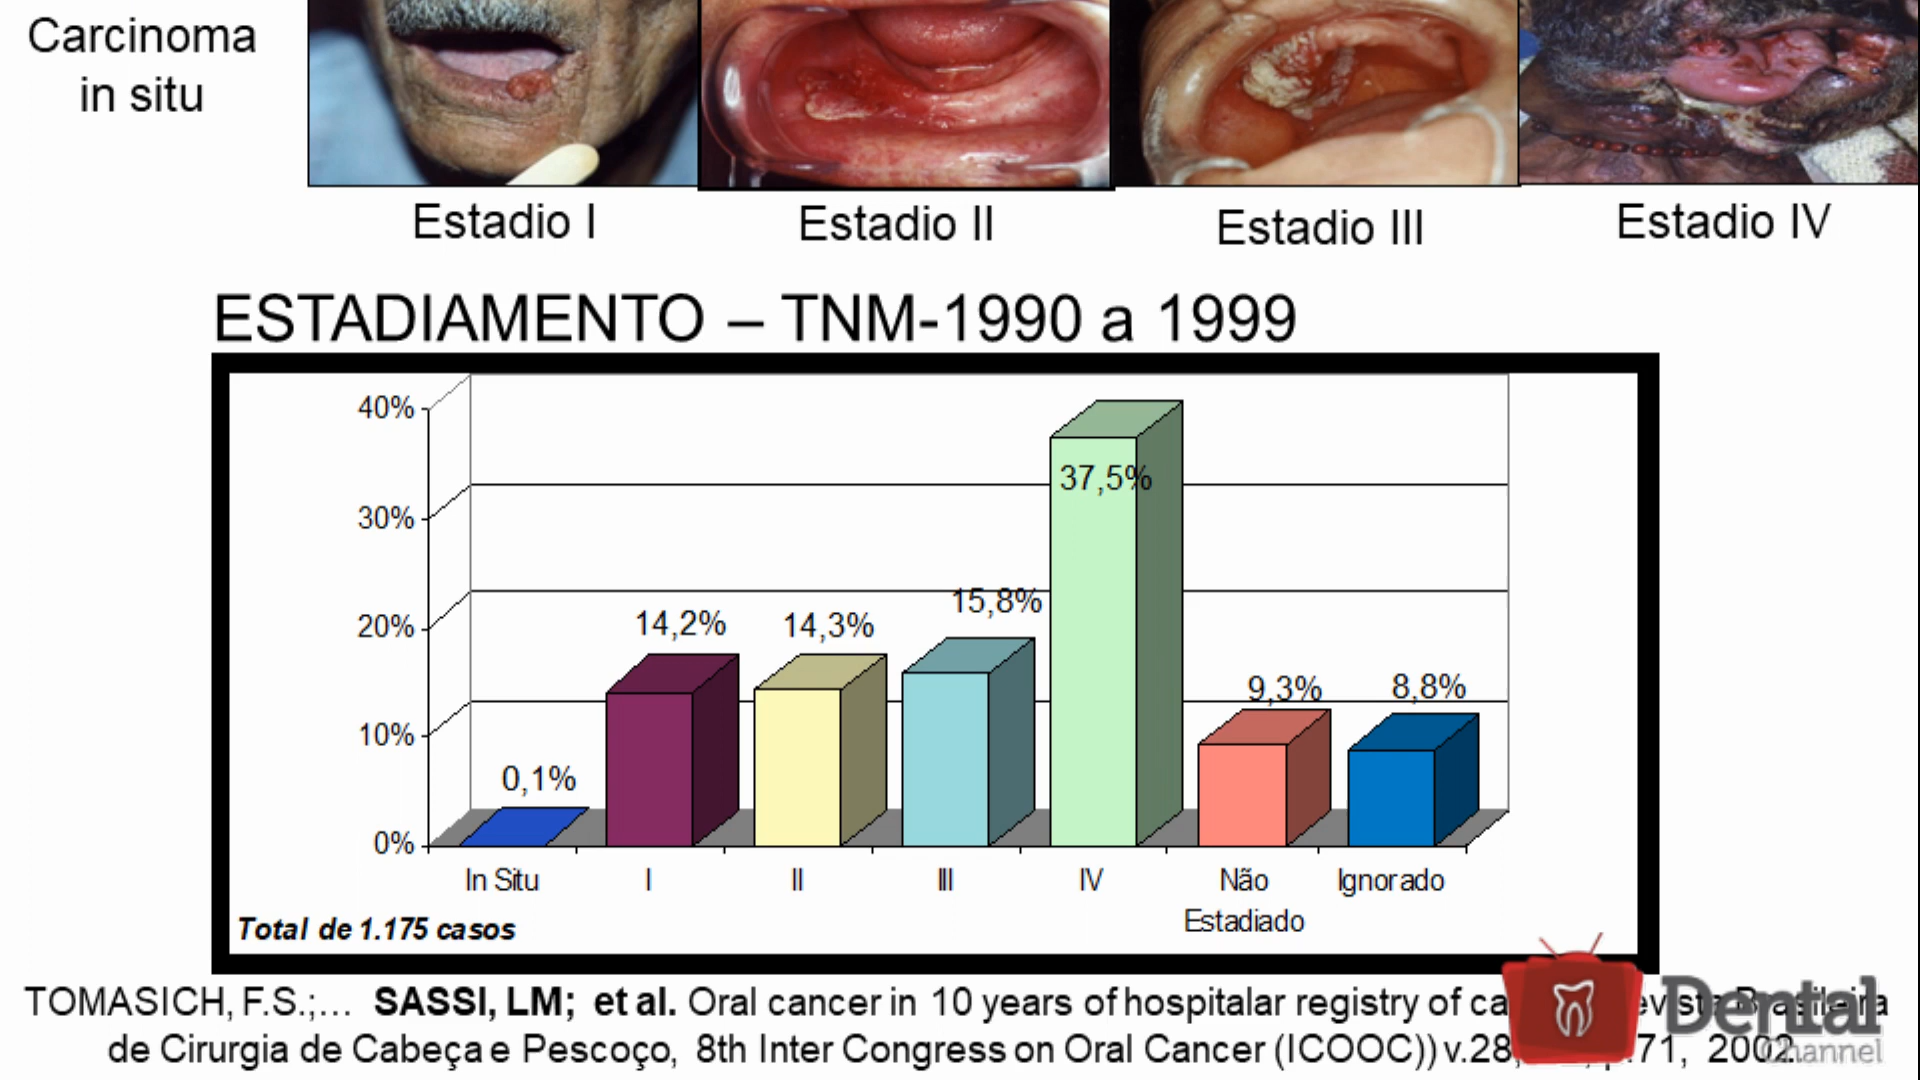 Carcinoma
in situ
Estadio I
Estadio II
Estadio III
Estadio IV
ESTADIAMENTO – TNM-1990 a 1999
40%
30%
20%
10%
0%
0,1%
14,2%
14,3%
15,8%
37,5%
9,3%
8,8%
In Situ
I
II
III
IV
Não
Estadiado
Ignorado
Total de 1.175 casos
TOMASICH, F.S.;... SASSI, LM; et al. Oral cancer in 10 years of hospitalar registry of
de Cirurgia de Cabeça e Pescoço, 8th Inter Congress on Oral Cancer (ICOOC)) v.28, 71, 2002.
Dental
Channel